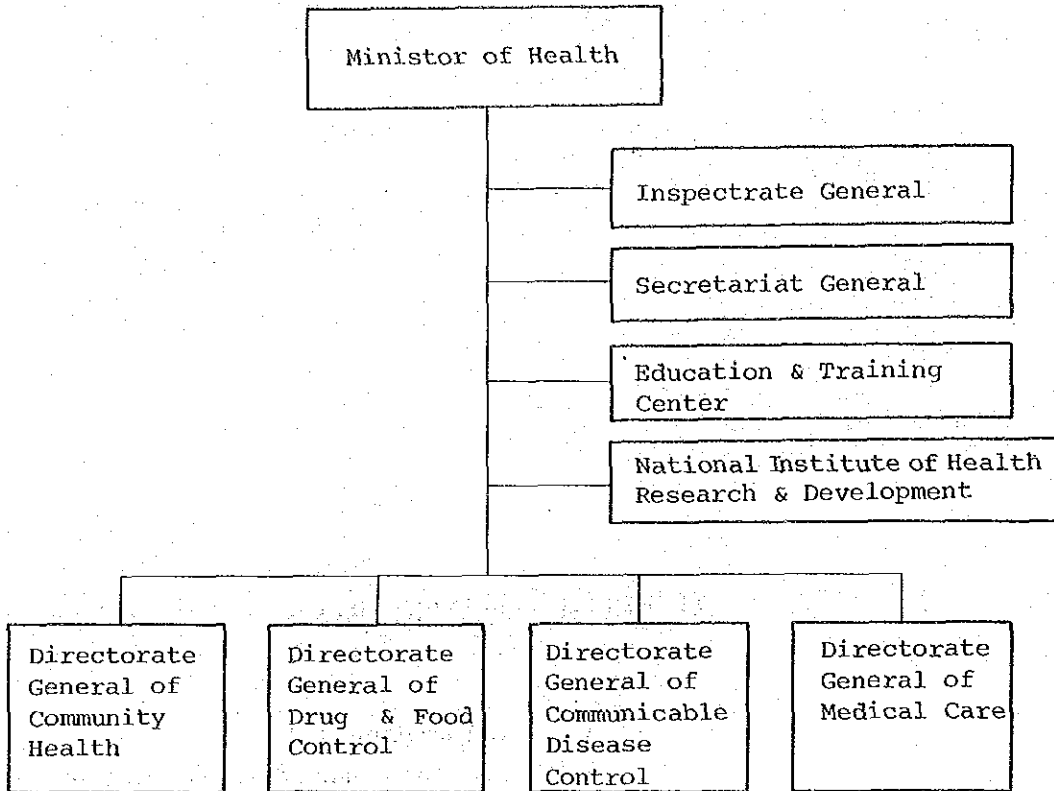 Ministor of Health
Inspectrate General
Secretariat General
Education & Training
Center
National Institute of Health
Research & Development
Directorate
General of
Community
Health
Directorate
General of
Drug & Food
Control
Directorate
General of
Communicable
Disease
Control
Directorate
General of
Medical Care